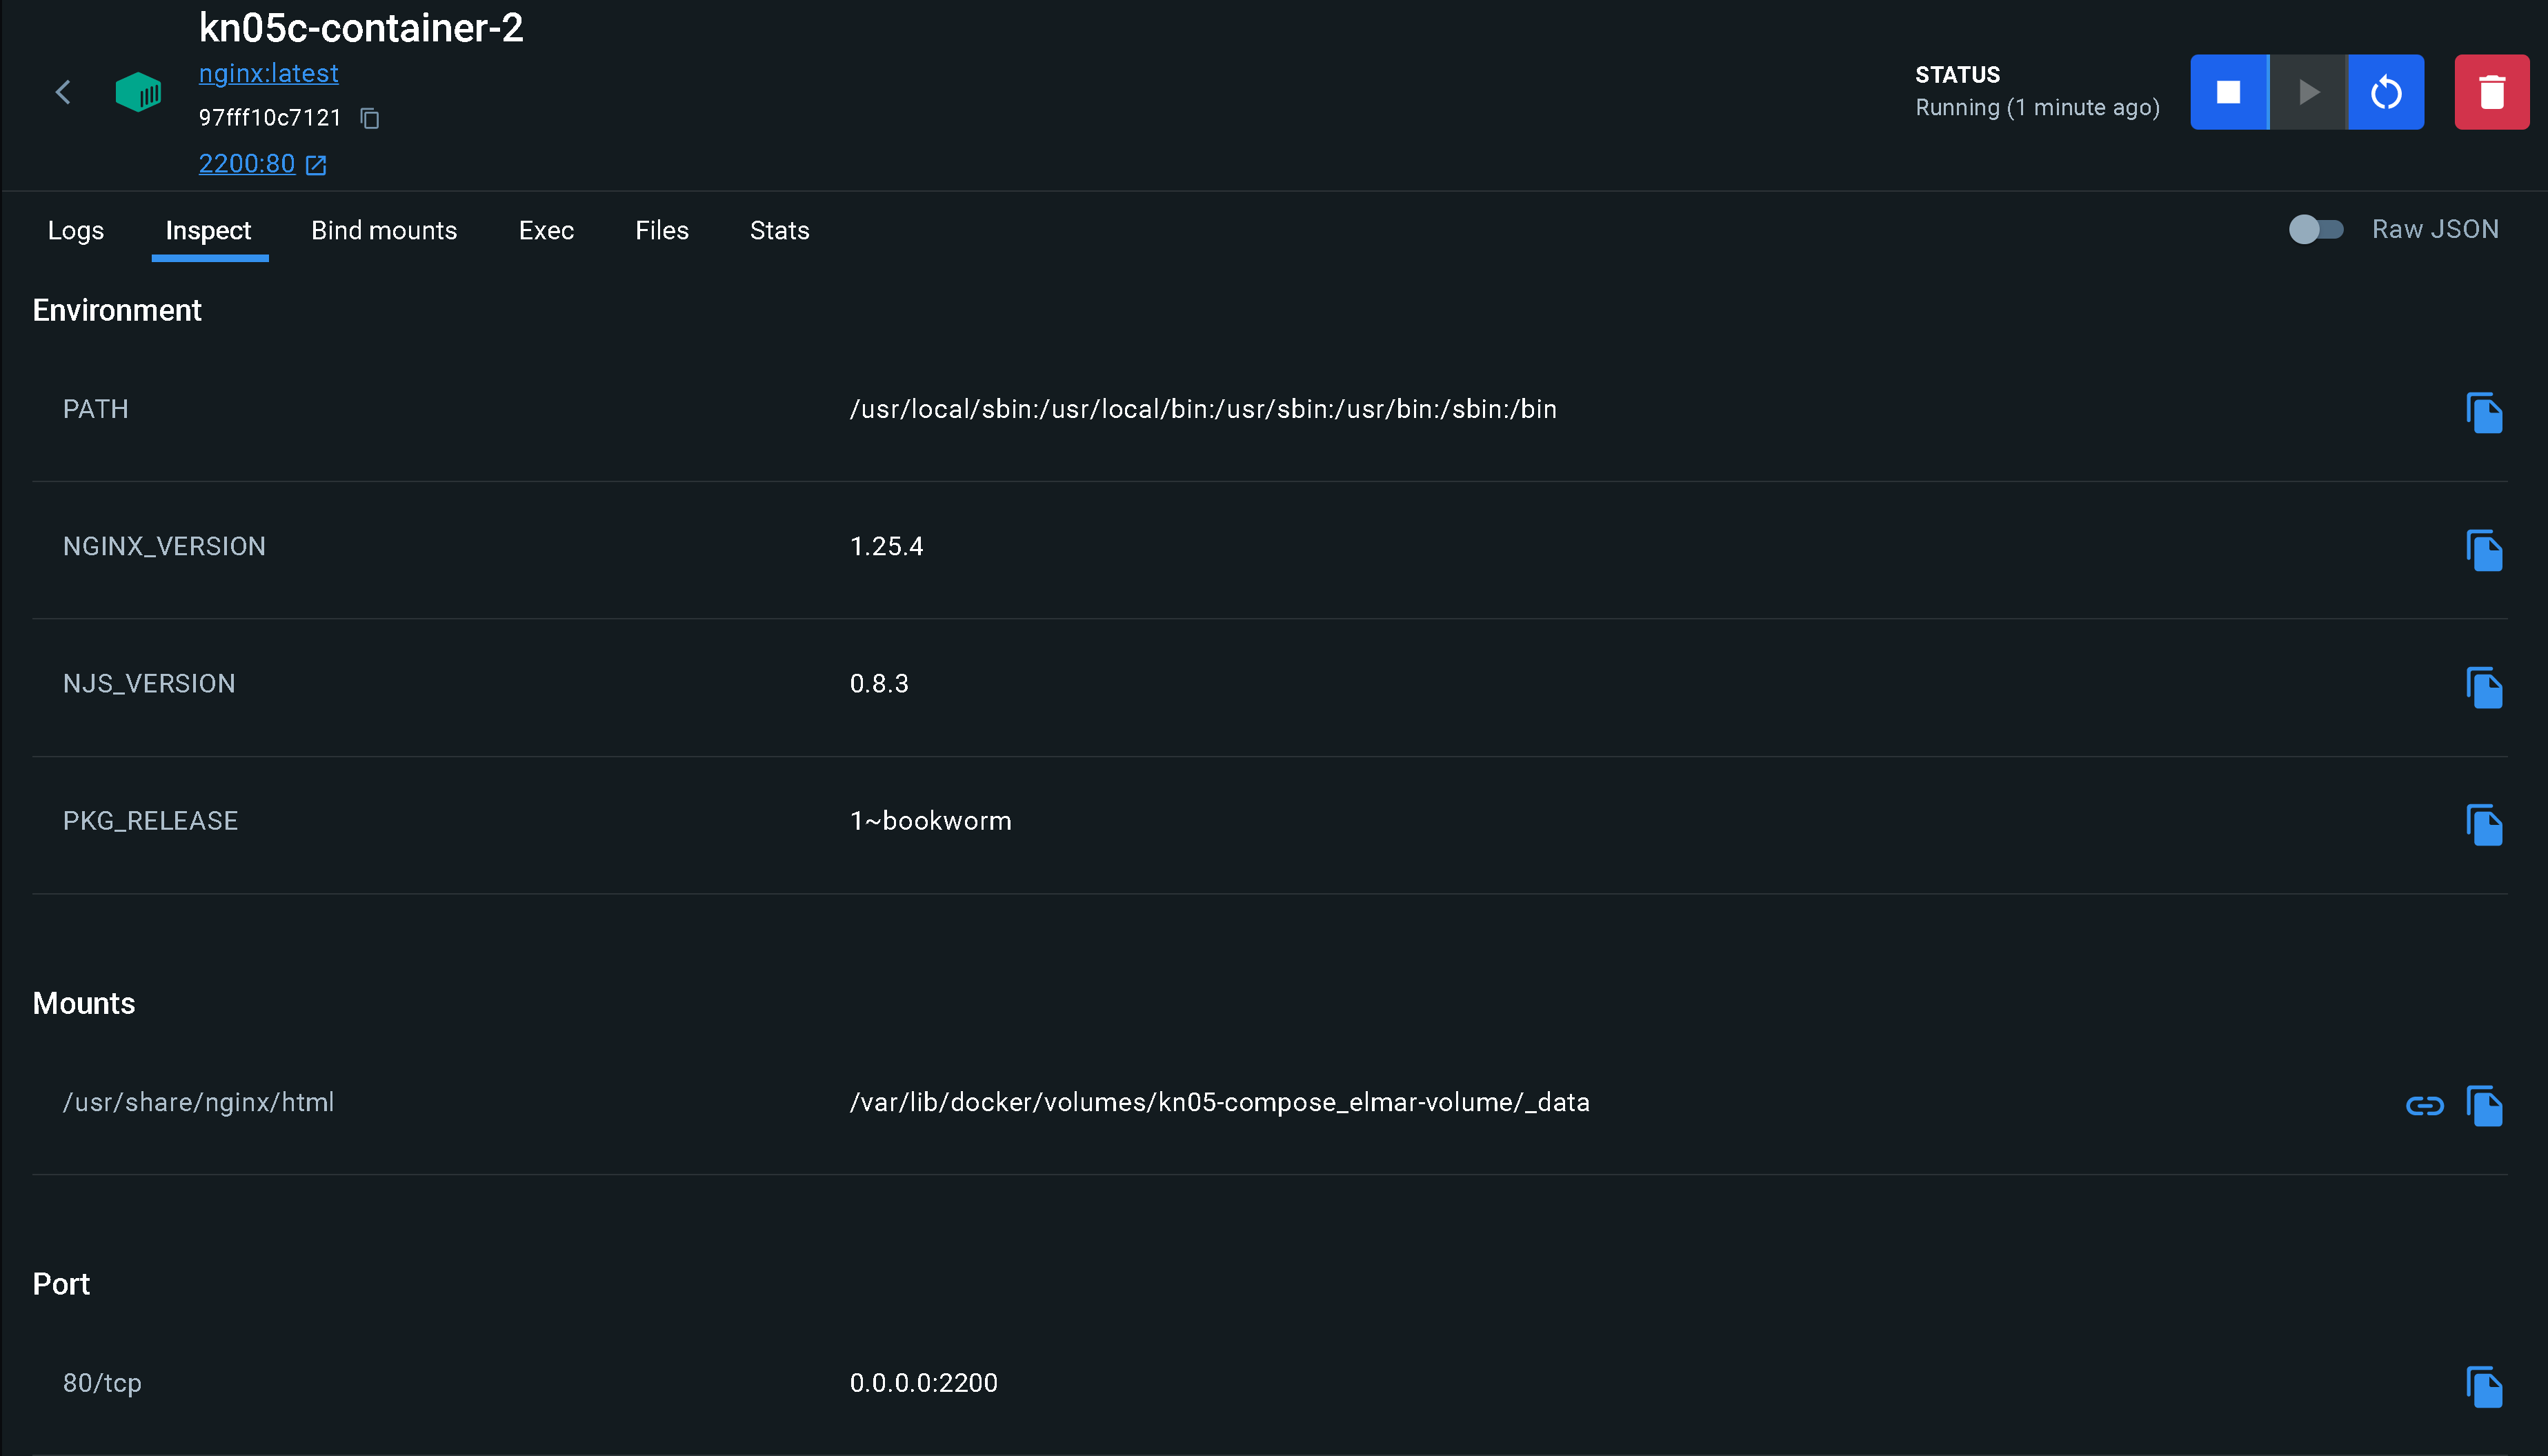 kn05c-container-2
nginx:latest
97fff10c7121
2200:80
STATUS
Running (1 minute ago)
Logs Inspect Bind mounts Exec Files Stats Raw JSON
Environment
PATH /usr/local/sbin:/usr/local/bin:/usr/sbin:/usr/bin:/sbin:/bin
NGINX_VERSION 1.25.4
NJS_VERSION 0.8.3
PKG_RELEASE 1~bookworm
Mounts
/usr/share/nginx/html /var/lib/docker/volumes/kn05-compose_elmar-volume/_data
Port
80/tcp 0.0.0.0:2200